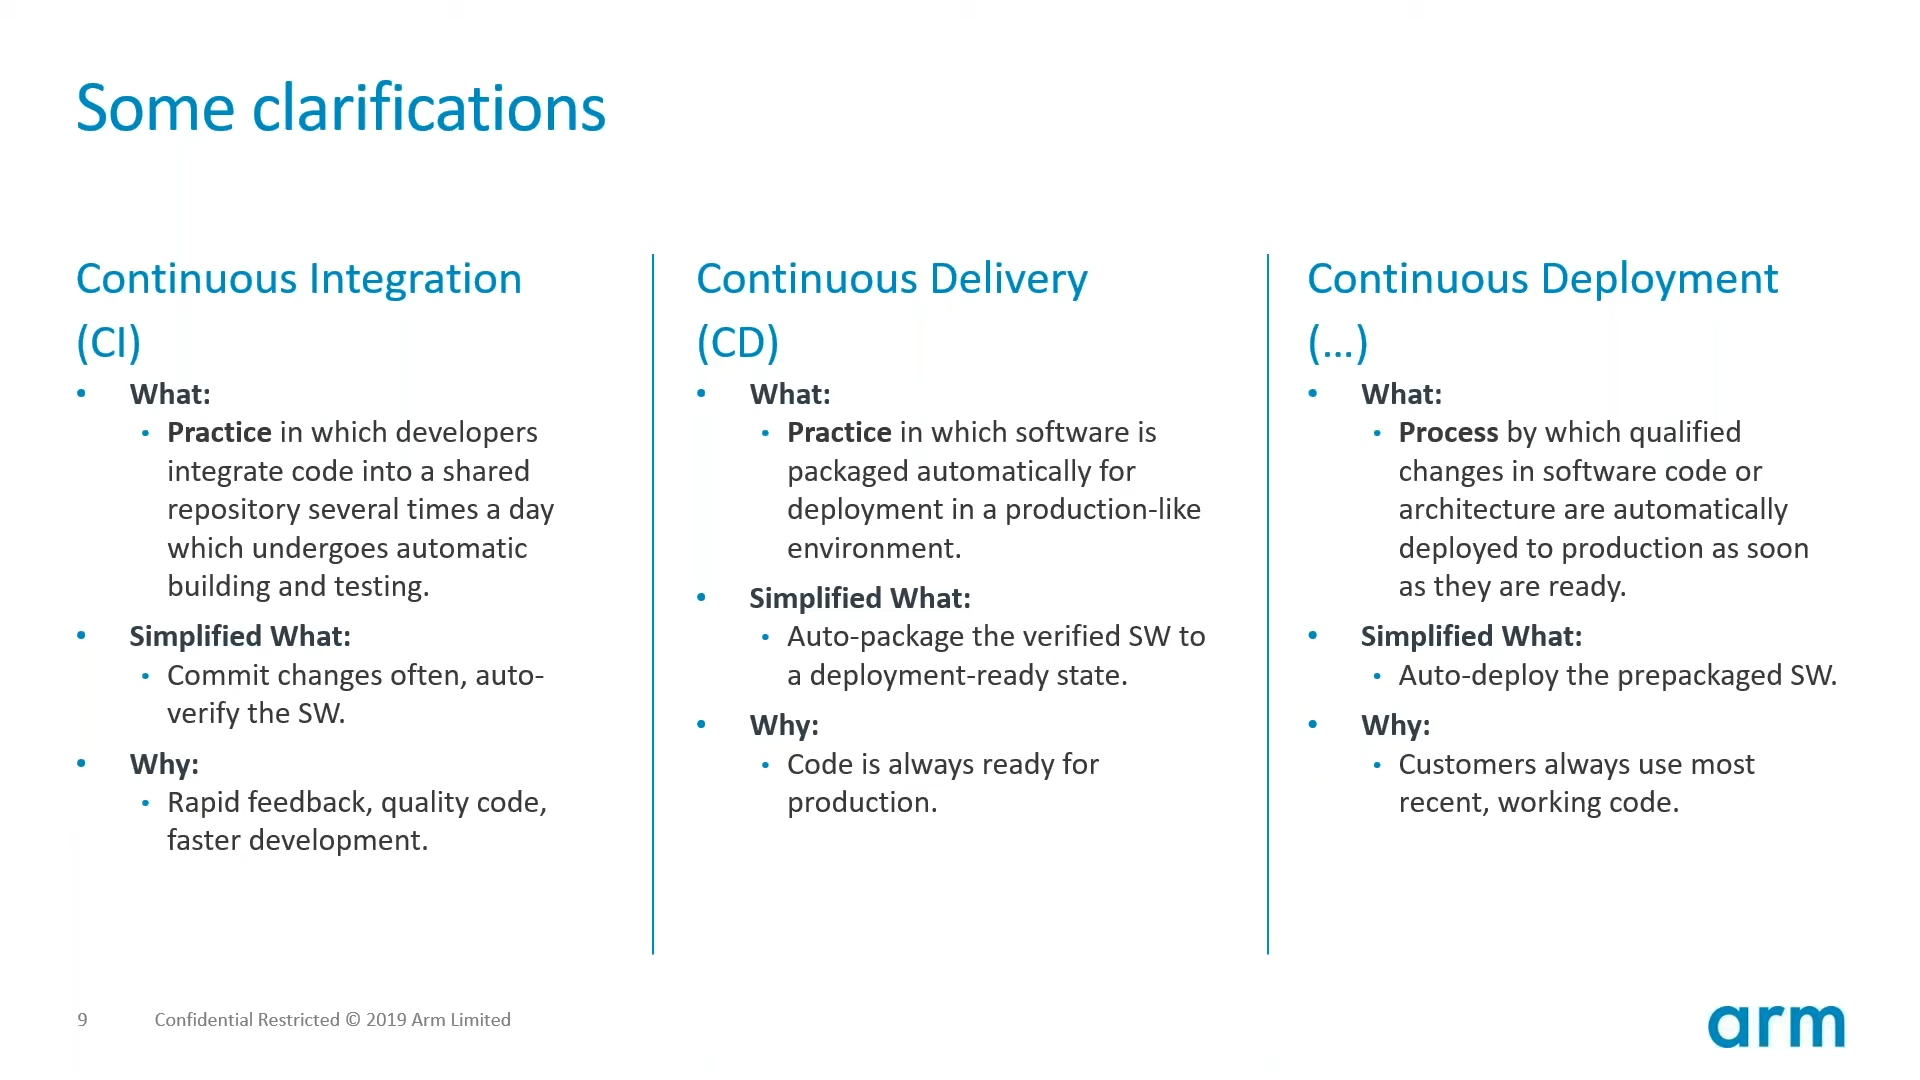 Some clarifications
Continuous Integration
(CI)
• What:
• Practice in which developers
integrate code into a shared
repository several times a day
which undergoes automatic
building and testing.
• Simplified What:
• Commit changes often, auto-
verify the SW.
• Why:
• Rapid feedback, quality code,
faster development.
Continuous Delivery
(CD)
• What:
• Practice in which software is
packaged automatically for
deployment in a production-like
environment.
• Simplified What:
• Auto-package the verified SW to
a deployment-ready state.
• Why:
• Code is always ready for
production.
Continuous Deployment
(...)
• What:
• Process by which qualified
changes in software code or
architecture are automatically
deployed to production as soon
as they are ready.
• Simplified What:
• Auto-deploy the prepackaged SW.
• Why:
• Customers always use most
recent, working code.
9 Confidential Restricted © 2019 Arm Limited
arm